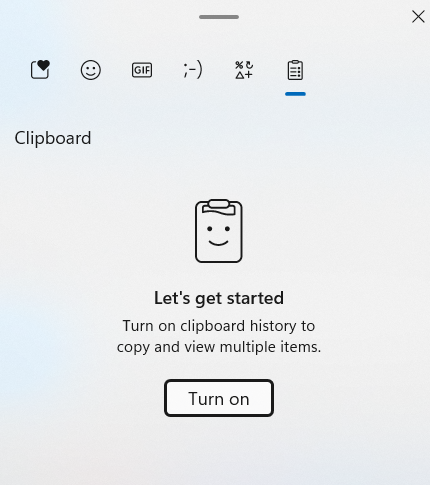 GIF
;-)
Clipboard
Let's get started
Turn on clipboard history to
copy and view multiple items.
Turn on